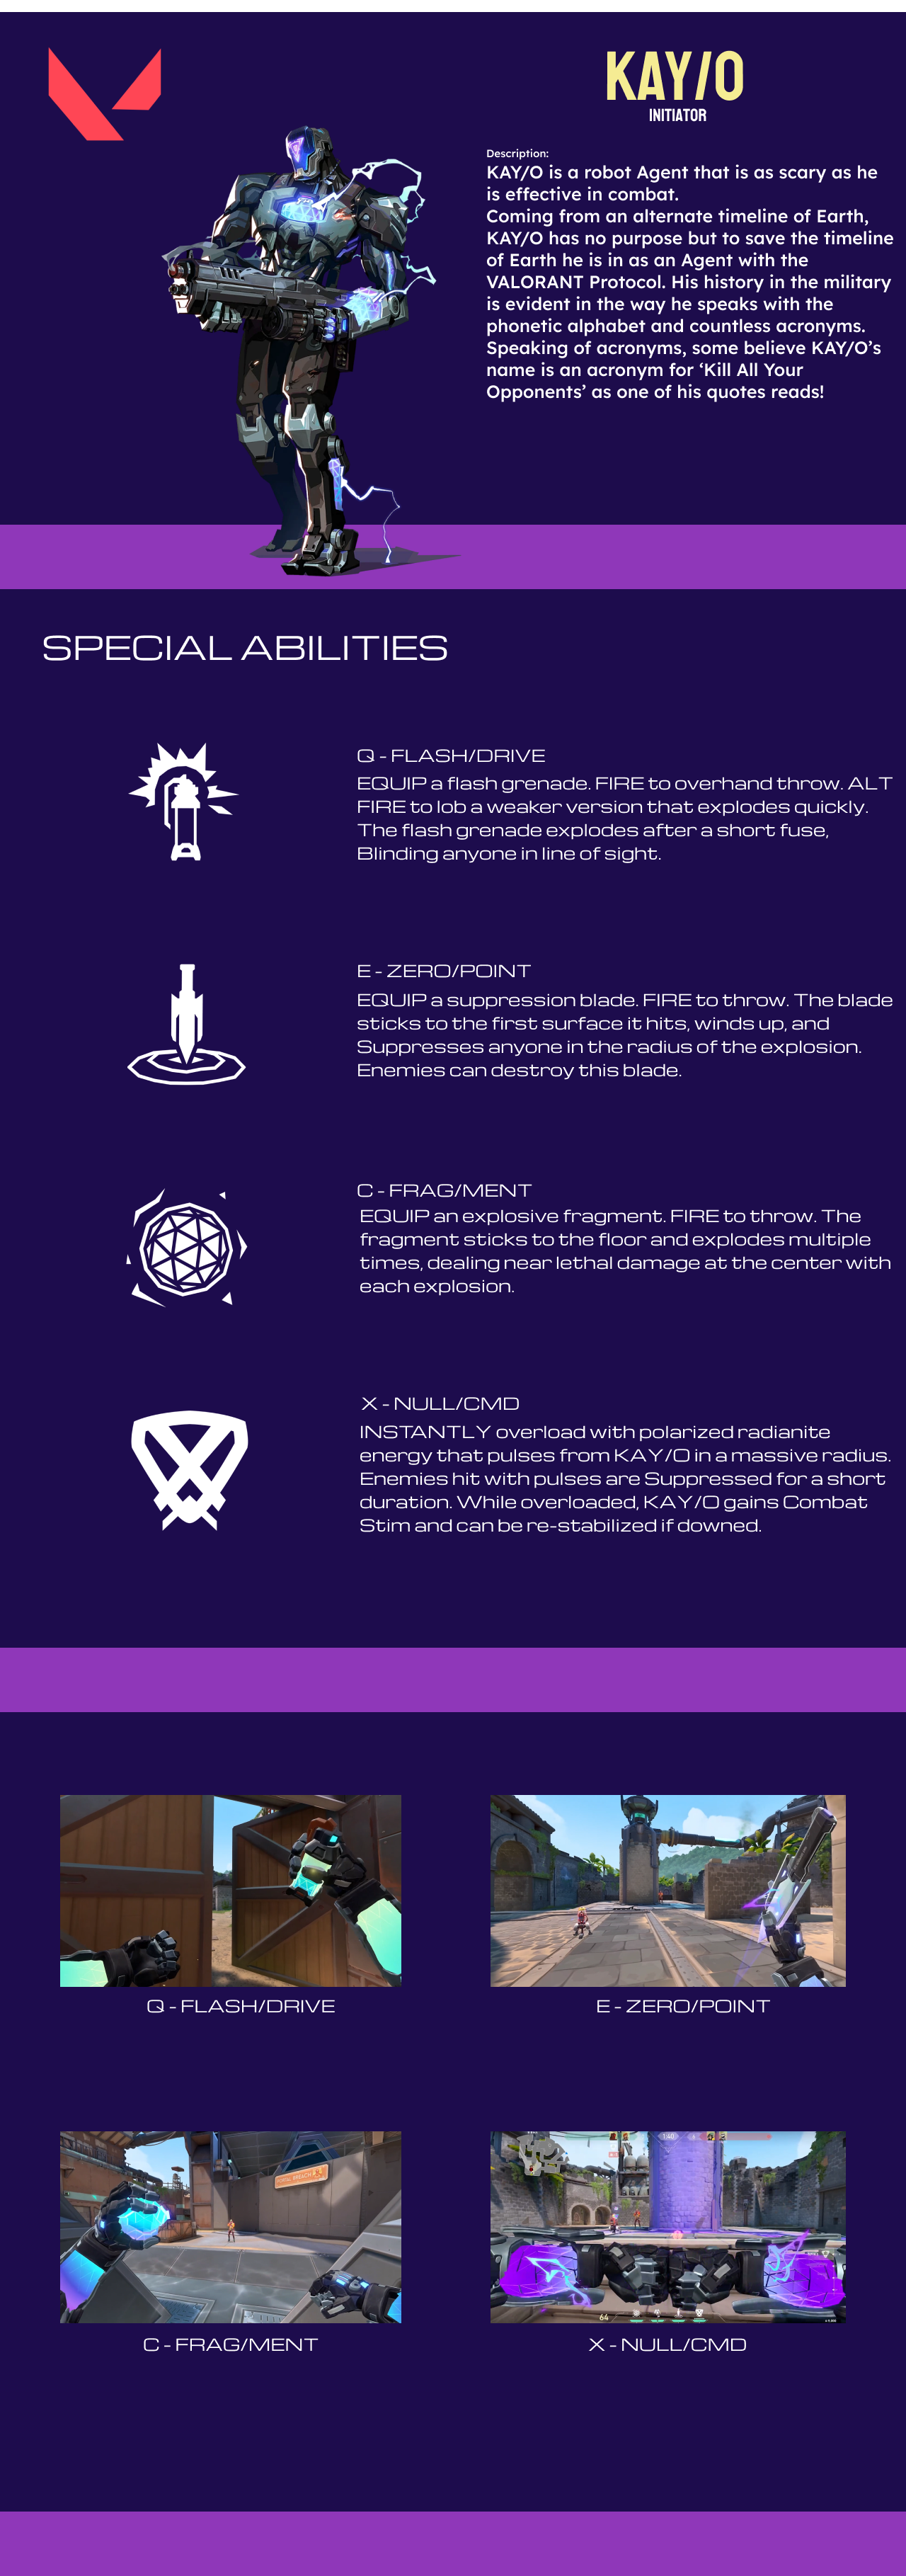 KAY/O
INITIATOR
Description:
KAY/O is a robot Agent that is as scary as he
is effective in combat.
Coming from an alternate timeline of Earth,
KAY/O has no purpose but to save the timeline
of Earth he is in as an Agent with the
VALORANT Protocol. His history in the military
is evident in the way he speaks with the
phonetic alphabet and countless acronyms.
Speaking of acronyms, some believe KAY/O’s
name is an acronym for ‘Kill All Your
Opponents’ as one of his quotes reads!
SPECIAL ABILITIES
Q - FLASH/DRIVE
EQUIP a flash grenade. FIRE to overhand throw. ALT
FIRE to lob a weaker version that explodes quickly.
The flash grenade explodes after a short fuse,
Blinding anyone in line of sight.
E - ZERO/POINT
EQUIP a suppression blade. FIRE to throw. The blade
sticks to the first surface it hits, winds up, and
Suppresses anyone in the radius of the explosion.
Enemies can destroy this blade.
C - FRAG/MENT
EQUIP an explosive fragment. FIRE to throw. The
fragment sticks to the floor and explodes multiple
times, dealing near lethal damage at the center with
each explosion.
X - NULL/CMD
INSTANTLY overload with polarized radianite
energy that pulses from KAY/O in a massive radius.
Enemies hit with pulses are Suppressed for a short
duration. While overloaded, KAY/O gains Combat
Stim and can be re-stabilized if downed.
Q - FLASH/DRIVE
E - ZERO/POINT
1:40
64
C - FRAG/MENT
X - NULL/CMD